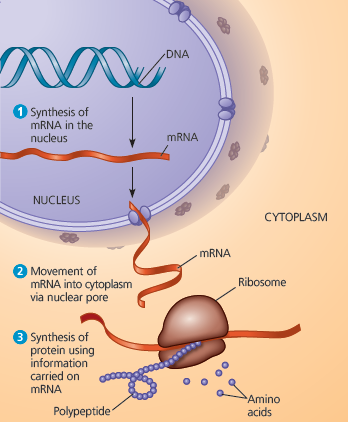 DNA
1 Synthesis of
mRNA in the
nucleus
mRNA
NUCLEUS
CYTOPLASM
mRNA
2 Movement of
mRNA into cytoplasm
via nuclear pore
Ribosome
3 Synthesis of
protein using
information
carried on
mRNA
Polypeptide
Amino
acids